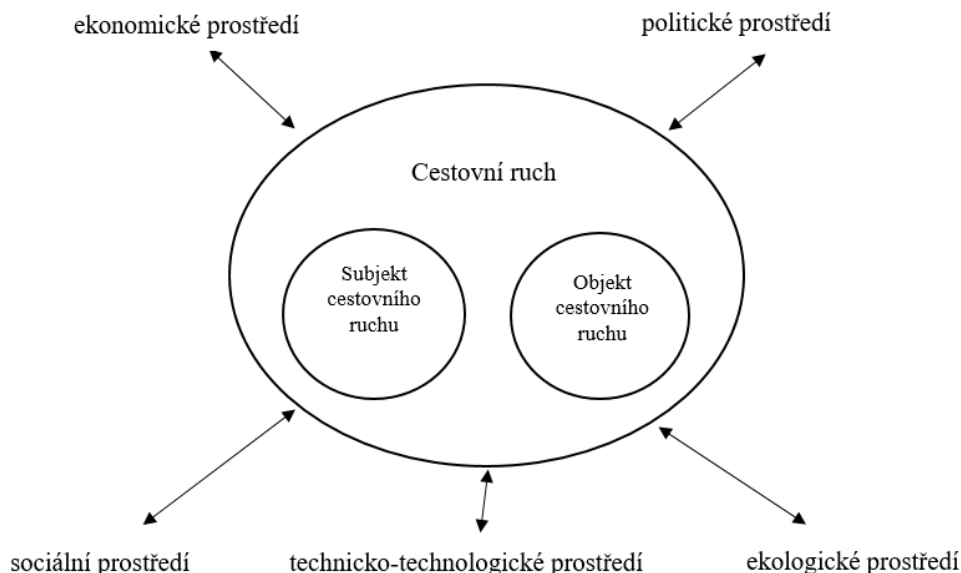 ekonomické prostředí
politické prostředí
Cestovní ruch
Subjekt
cestovního
ruchu
Objekt
cestovního
ruchu
sociální prostředí
technicko-technologické prostředí
ekologické prostředí